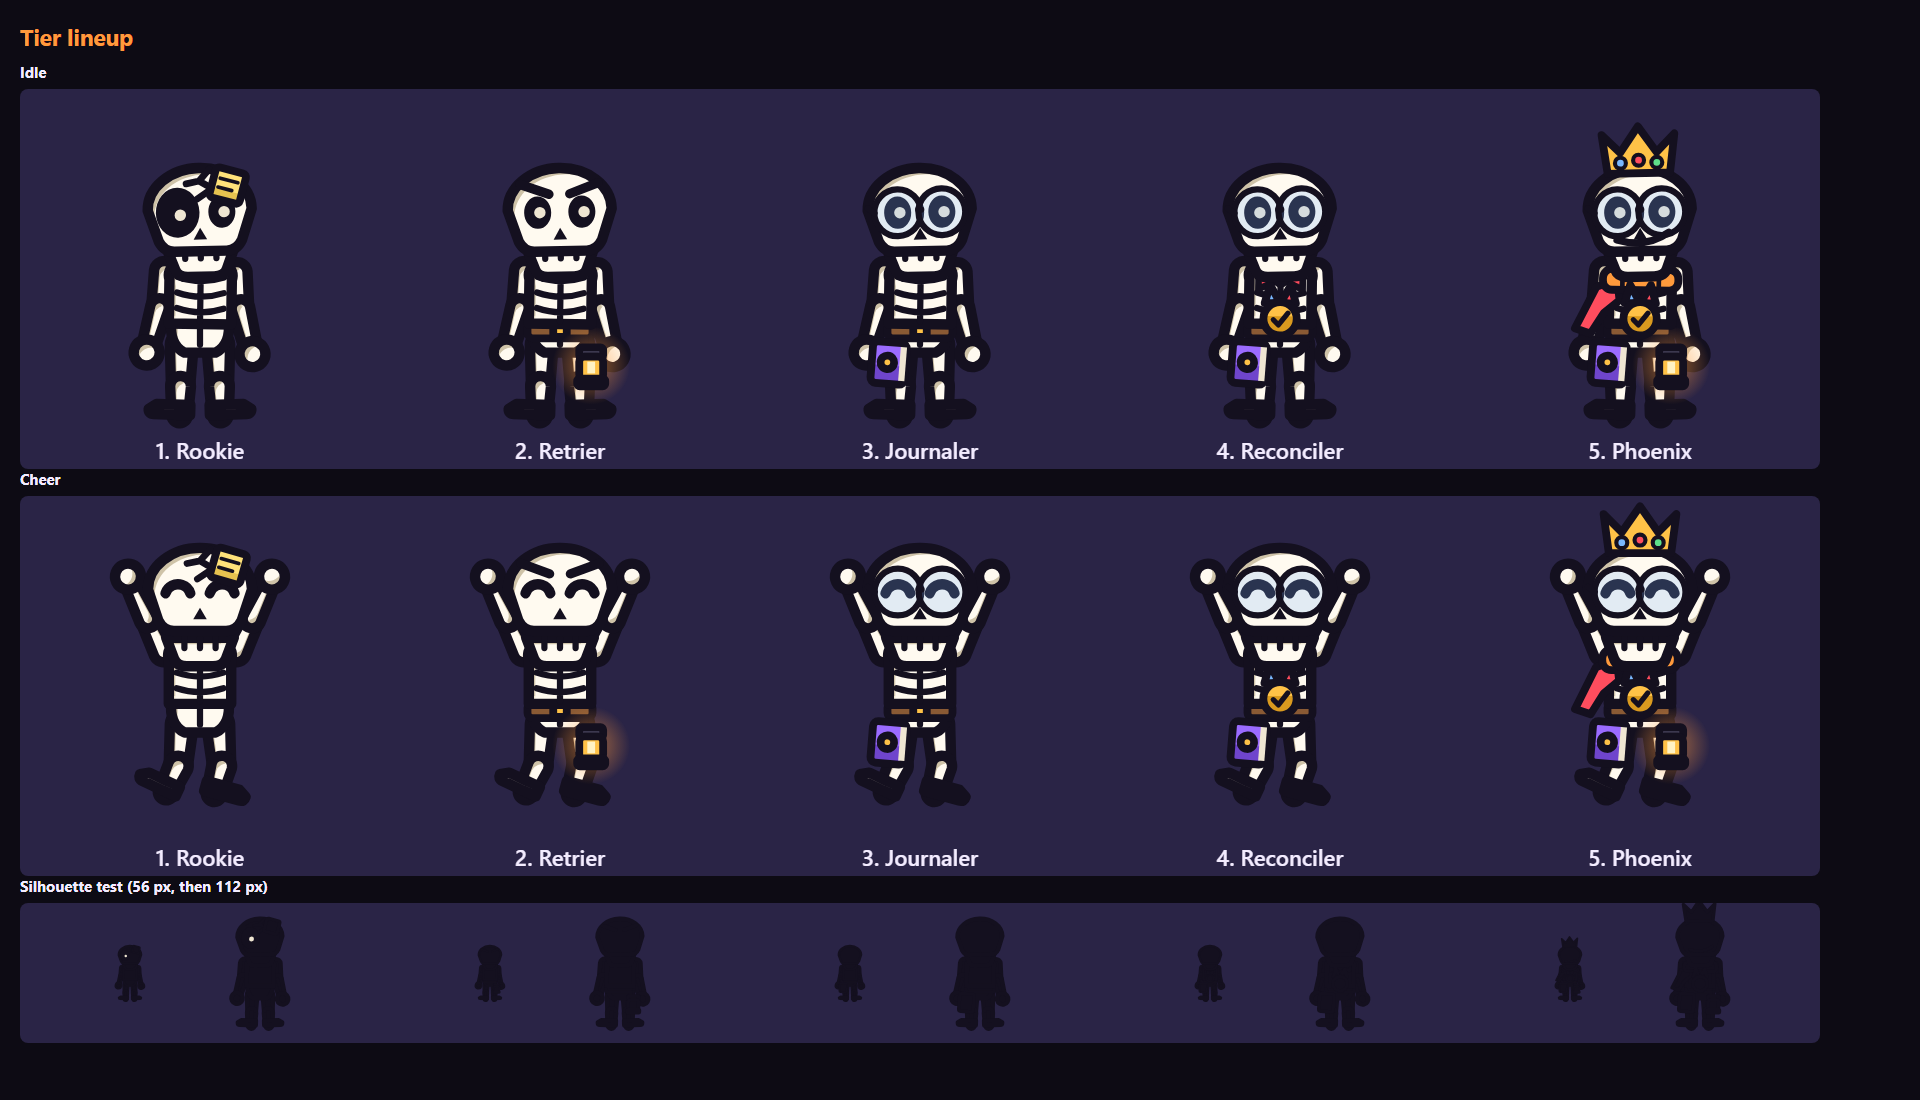 Tier lineup
Idle
1. Rookie
2. Retrier
3. Journaler
4. Reconciler
5. Phoenix
Cheer
1. Rookie
2. Retrier
3. Journaler
4. Reconciler
5. Phoenix
Silhouette test (56 px, then 112 px)